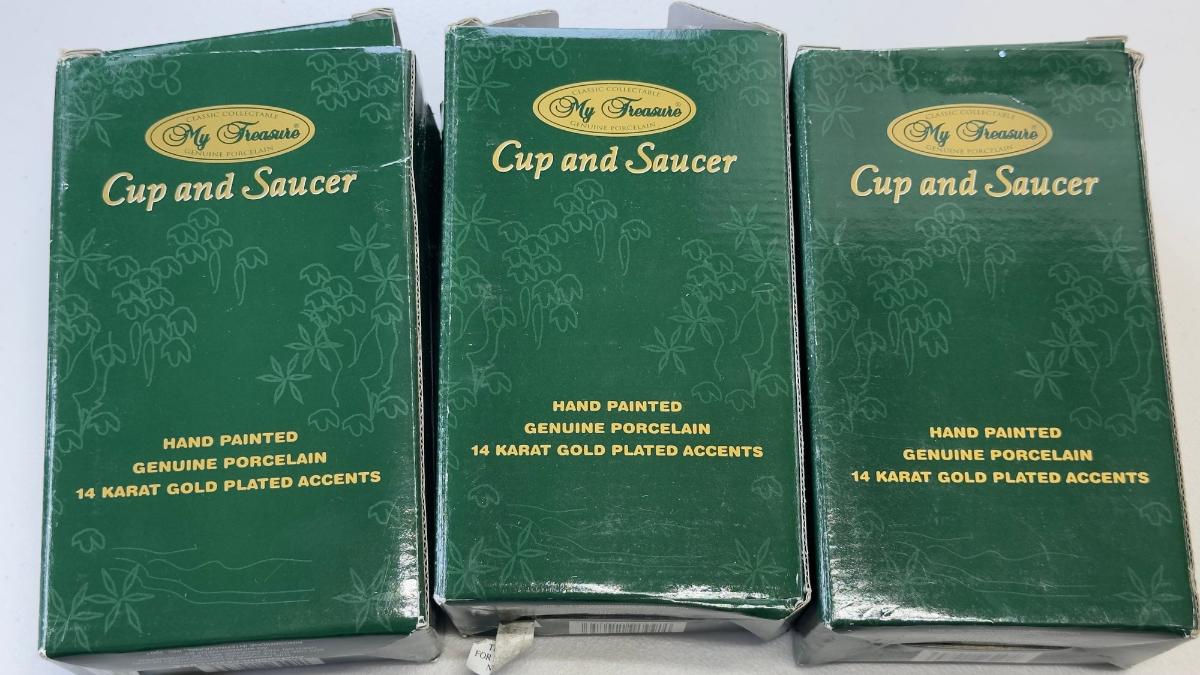 CLASSIC COLLECTABLE
My Treasure®
GENUINE PORCELAIN
Cup and Saucer
HAND PAINTED
GENUINE PORCELAIN
14 KARAT GOLD PLATED ACCENTS
CLASSIC COLLECTABLE
My Treasure®
GENUINE PORCELAIN
Cup and Saucer
HAND PAINTED
GENUINE PORCELAIN
14 KARAT GOLD PLATED ACCENTS
FOR
CLASSIC COLLECTABLE
My Treasure®
GENUINE PORCELAIN
Cup and Saucer
HAND PAINTED
GENUINE PORCELAIN
14 KARAT GOLD PLATED ACCENTS